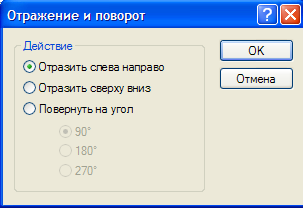 Отражение и поворот
Действие
Отразить слева направо
Отразить сверху вниз
Повернуть на угол
90°
180°
270°
OK
Отмена